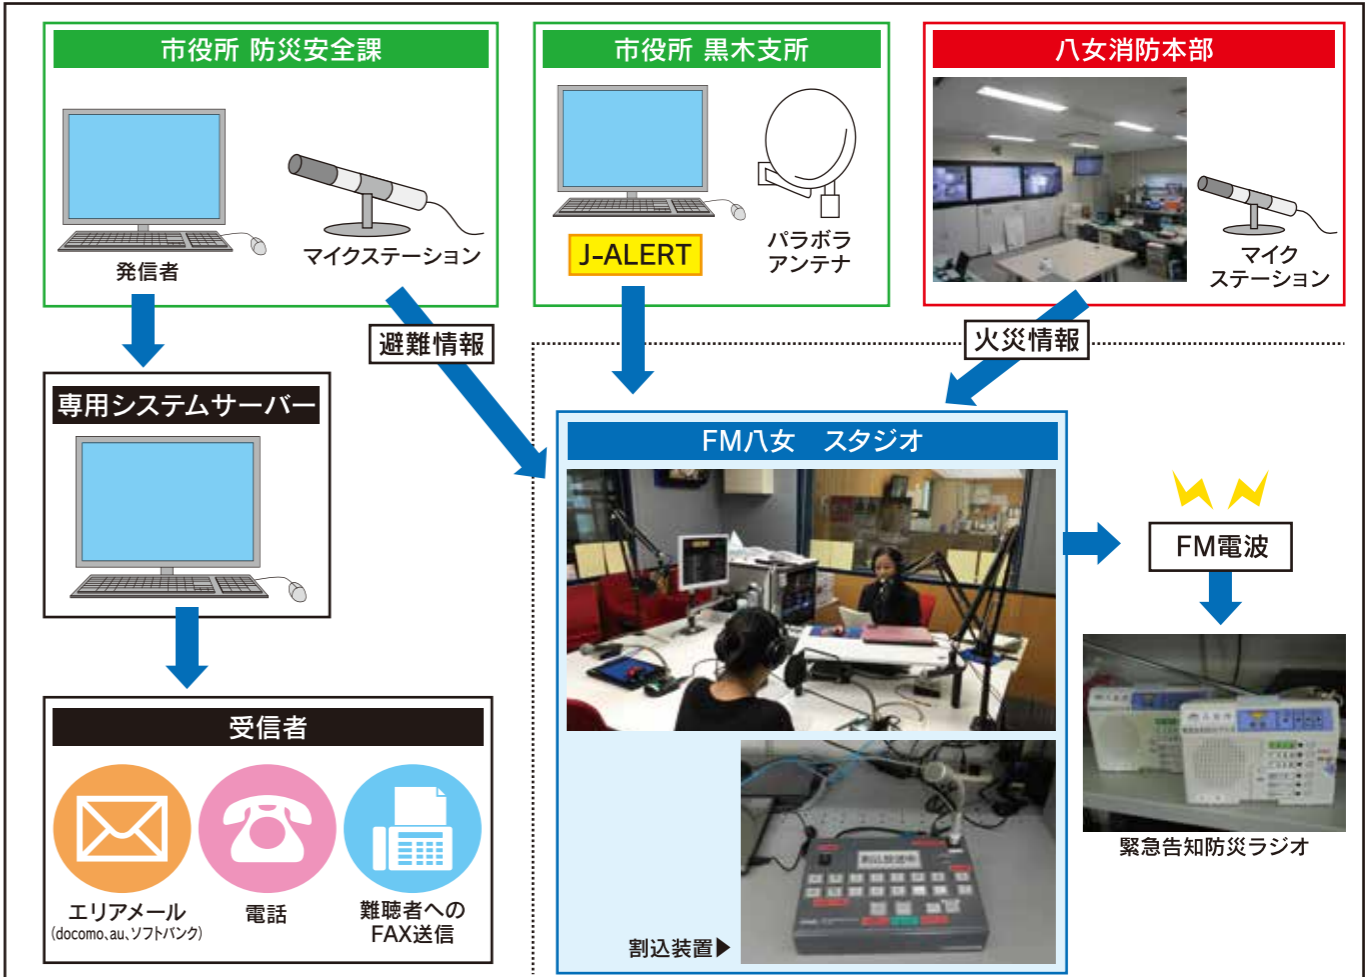 市役所 防災安全課
発信者
マイクステーション
市役所 黒木支所
J-ALERT
パラボラ
アンテナ
八女消防本部
マイク
ステーション
避難情報
火災情報
専用システムサーバー
FM八女　スタジオ
割込放送中
割込装置▶
FM電波
緊急告知防災ラジオ
受信者
エリアメール
(docomo、au、ソフトバンク)
電話
難聴者への
FAX送信